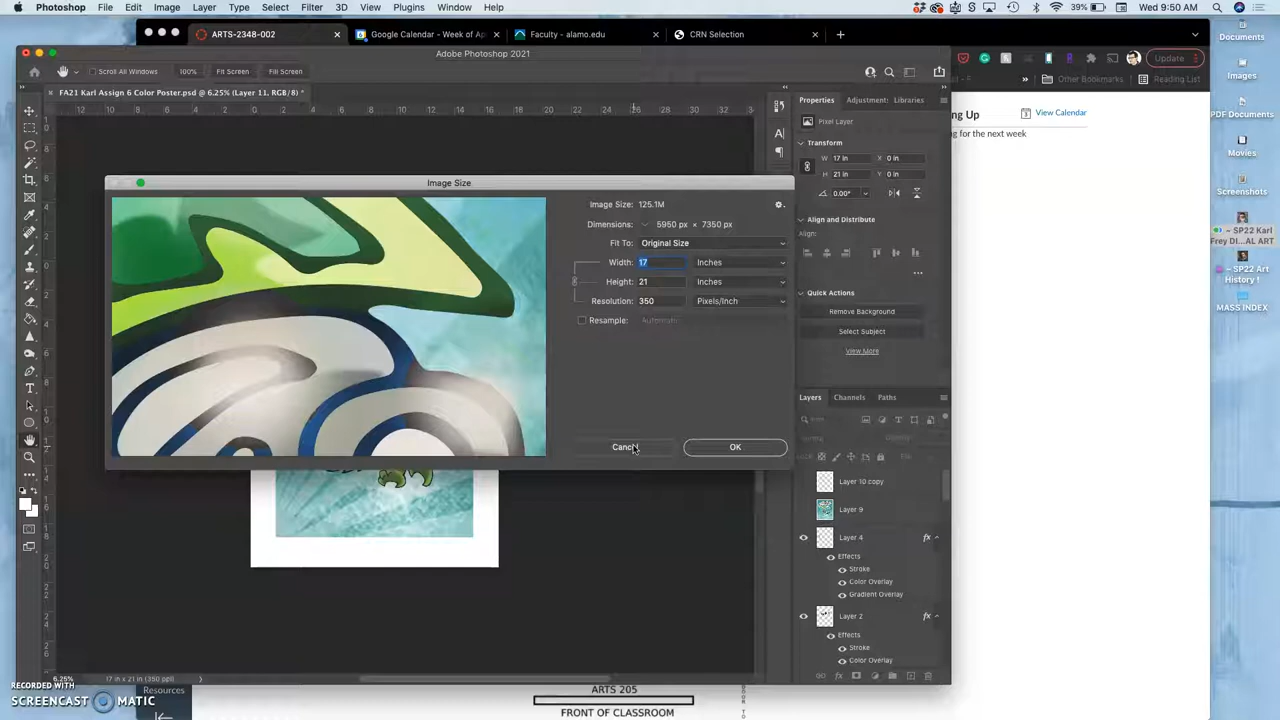 Photoshop File Edit Image Layer Type Select Filter 3D View Plugins Window Help
39% Wed 9:50 AM
ARTS-2348-002 Google Calendar - Week of Ap Faculty - alamo.edu CRN Selection
Adobe Photoshop 2021
Update
Scroll All Windows 100% Fit Screen Fill Screen
Other Bookmarks Reading List
FA21 Karl Assign 6 Color Poster.psd @ 6.25% (Layer 11, RGB/8) *
Properties Adjustment: Libraries
Pixel Layer
ng Up View Calendar
g for the next week
Transform
W 17 in X 0 in
H 21 in Y 0 in
0.00°
Align and Distribute
Align:
Quick Actions
Remove Background
Select Subject
View More
Image Size
Image Size: 125.1M
Dimensions: 5950 px × 7350 px
Fit To: Original Size
Width: 17 Inches
Height: 21 Inches
Resolution: 350 Pixels/Inch
Resample: Automatic
Cancel OK
Layers Channels Paths
Layer 10 copy
Layer 9
Layer 4 fx
Effects
Stroke
Color Overlay
Gradient Overlay
Layer 2 fx
Effects
Stroke
Color Overlay
6.25% 17 in x 21 in (350 ppi)
Documents
Images
PDF Documents
Movies
Screenshots
SP22 Karl
Frey D...AL ART
SP22 Art
History !
MASS INDEX
RECORDED WITH
SCREENCAST MATIC
Resources
ARTS 205
FRONT OF CLASSROOM